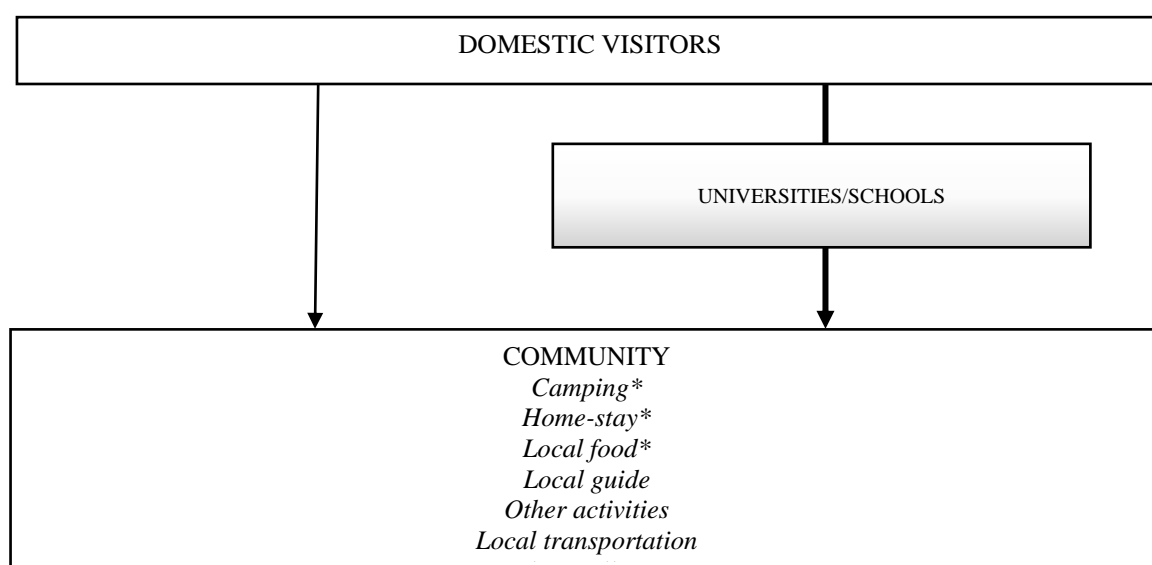 DOMESTIC VISITORS
UNIVERSITIES/SCHOOLS
COMMUNITY
Camping*
Home-stay*
Local food*
Local guide
Other activities
Local transportation